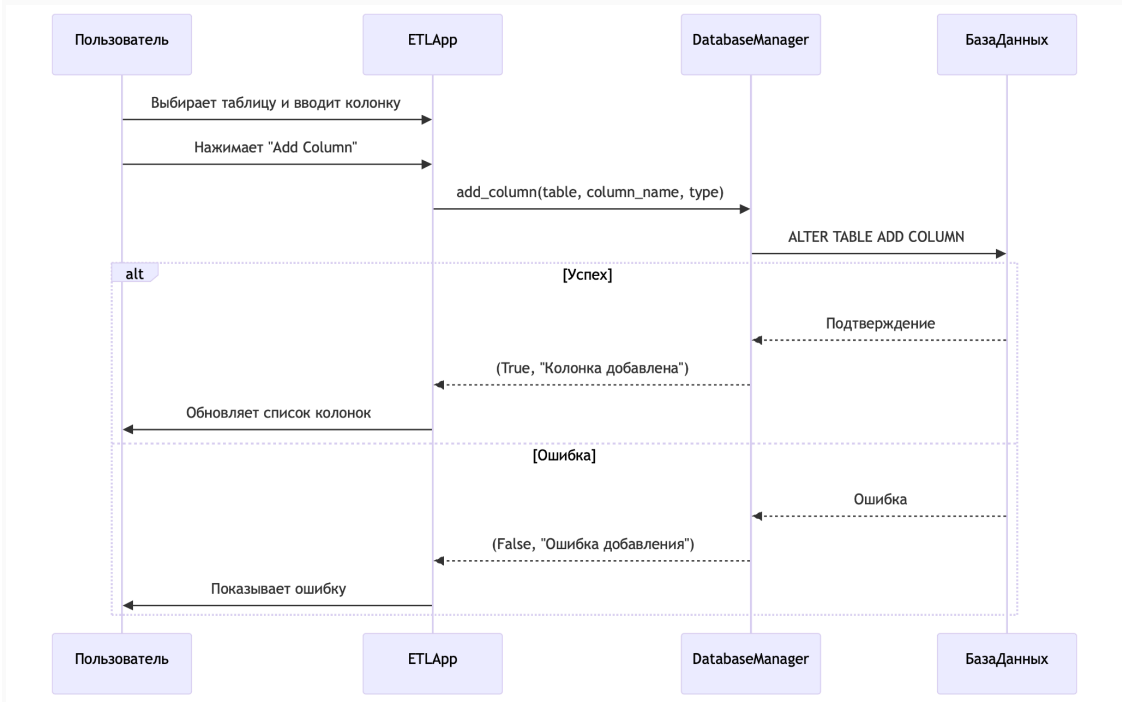 Пользователь
ETLApp
DatabaseManager
БазаДанных
Выбирает таблицу и вводит колонку
Нажимает "Add Column"
add_column(table, column_name, type)
ALTER TABLE ADD COLUMN
alt
[Успех]
Подтверждение
(True, "Колонка добавлена")
Обновляет список колонок
[Ошибка]
Ошибка
(False, "Ошибка добавления")
Показывает ошибку
Пользователь
ETLApp
DatabaseManager
БазаДанных